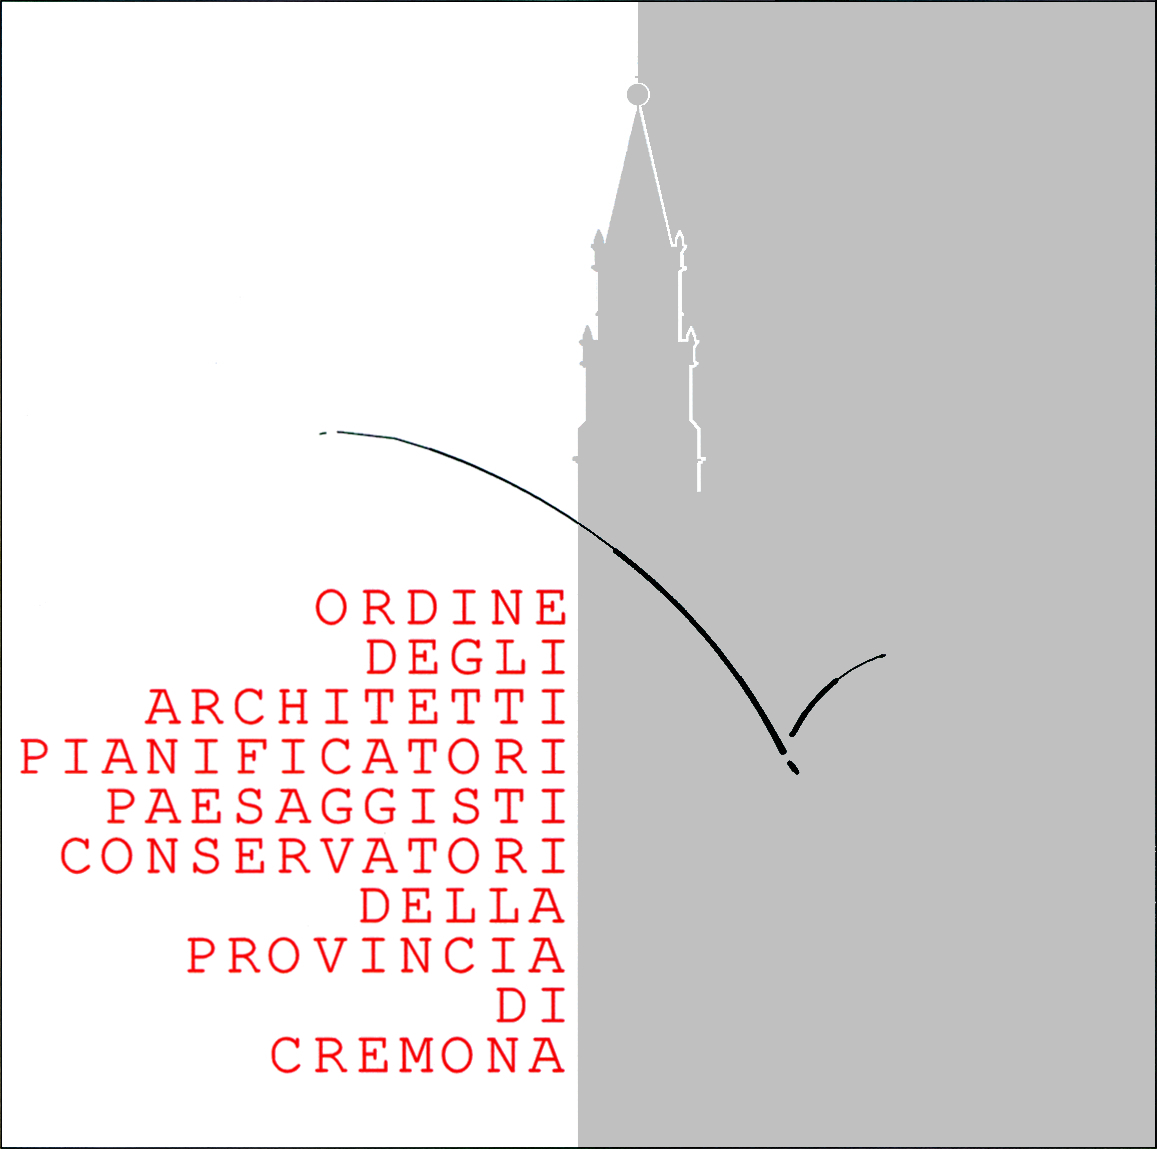 ORDINE
DEGLI
ARCHITETTI
PIANIFICATORI
PAESAGGISTI
CONSERVATORI
DELLA
PROVINCIA
DI
CREMONA